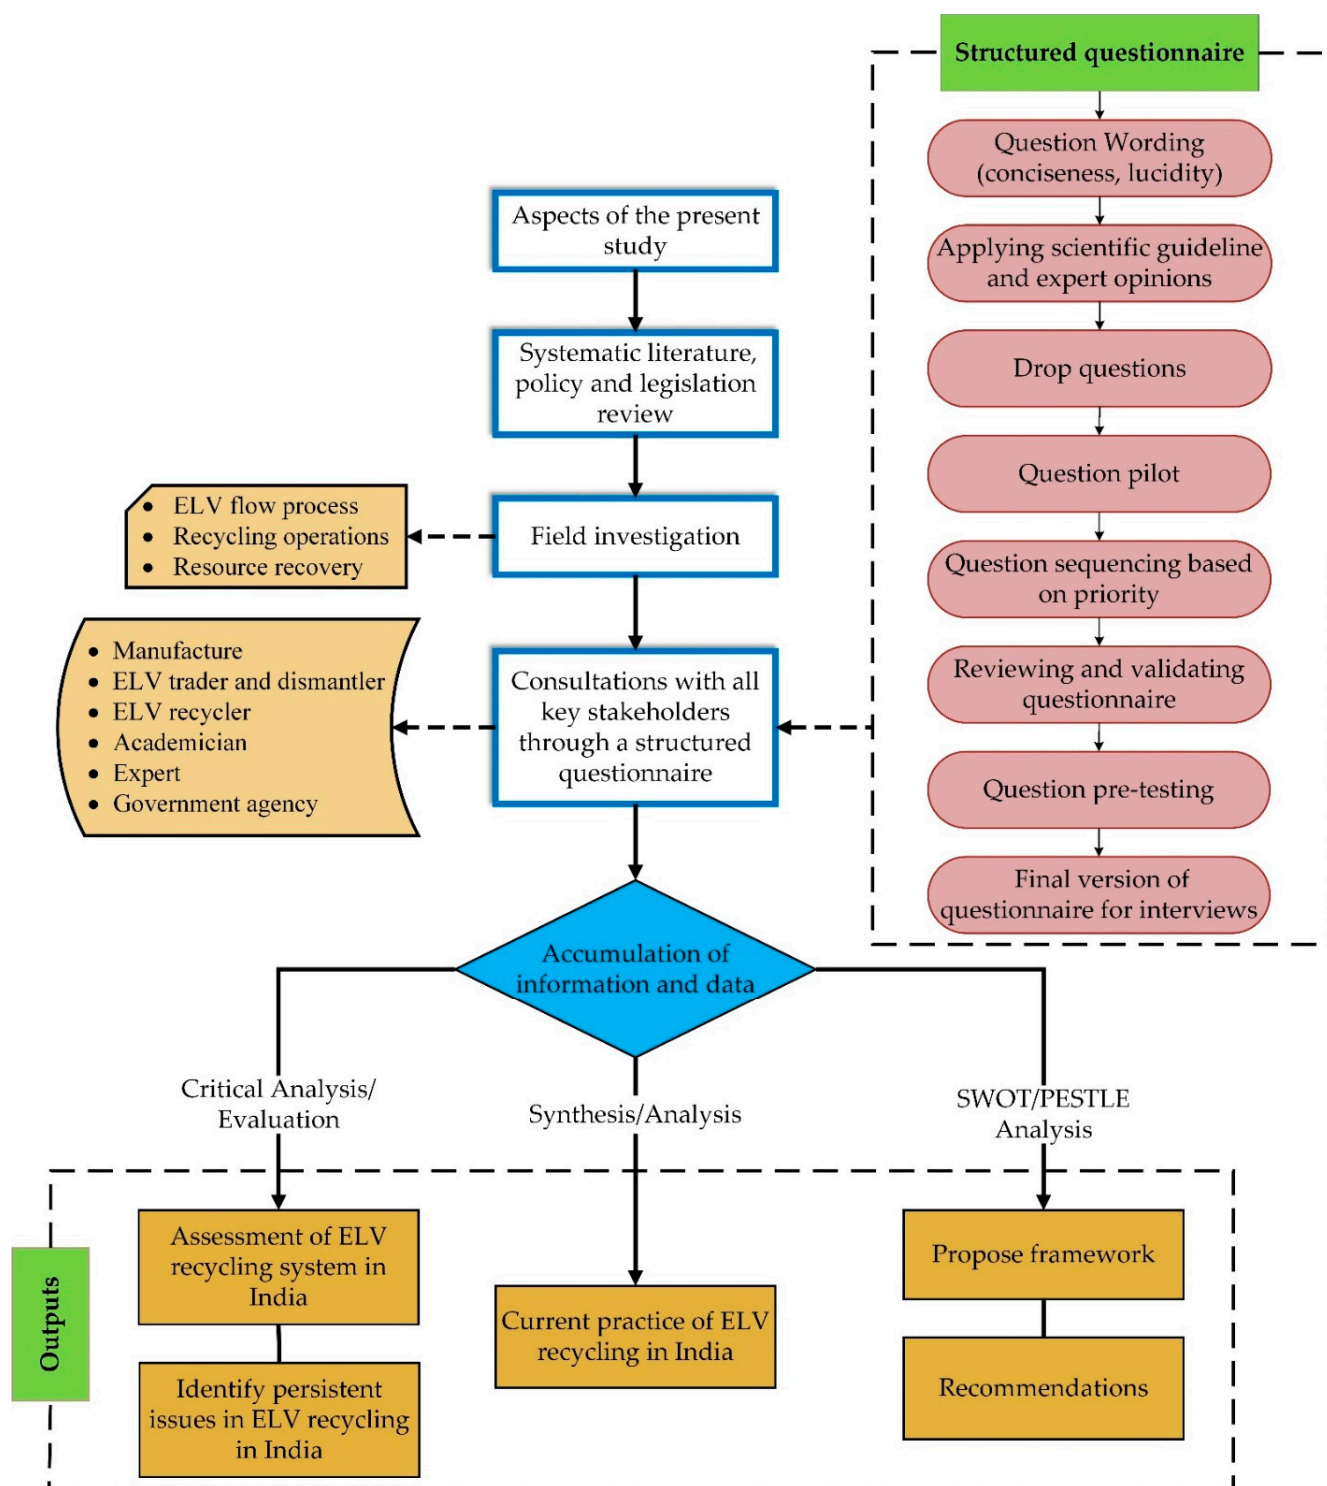 Structured questionnaire
Question Wording
(conciseness, lucidity)
Applying scientific guideline
and expert opinions
Drop questions
Question pilot
Question sequencing based
on priority
Reviewing and validating
questionnaire
Question pre-testing
Final version of
questionnaire for interviews
Aspects of the present
study
Systematic literature,
policy and legislation
review
Field investigation
• ELV flow process
• Recycling operations
• Resource recovery
Consultations with all
key stakeholders
through a structured
questionnaire
• Manufacture
• ELV trader and dismantler
• ELV recycler
• Academician
• Expert
• Government agency
Accumulation of
information and data
Critical Analysis/
Evaluation
Synthesis/Analysis
SWOT/PESTLE
Analysis
Outputs
Assessment of ELV
recycling system in
India
Identify persistent
issues in ELV recycling
in India
Current practice of ELV
recycling in India
Propose framework
Recommendations